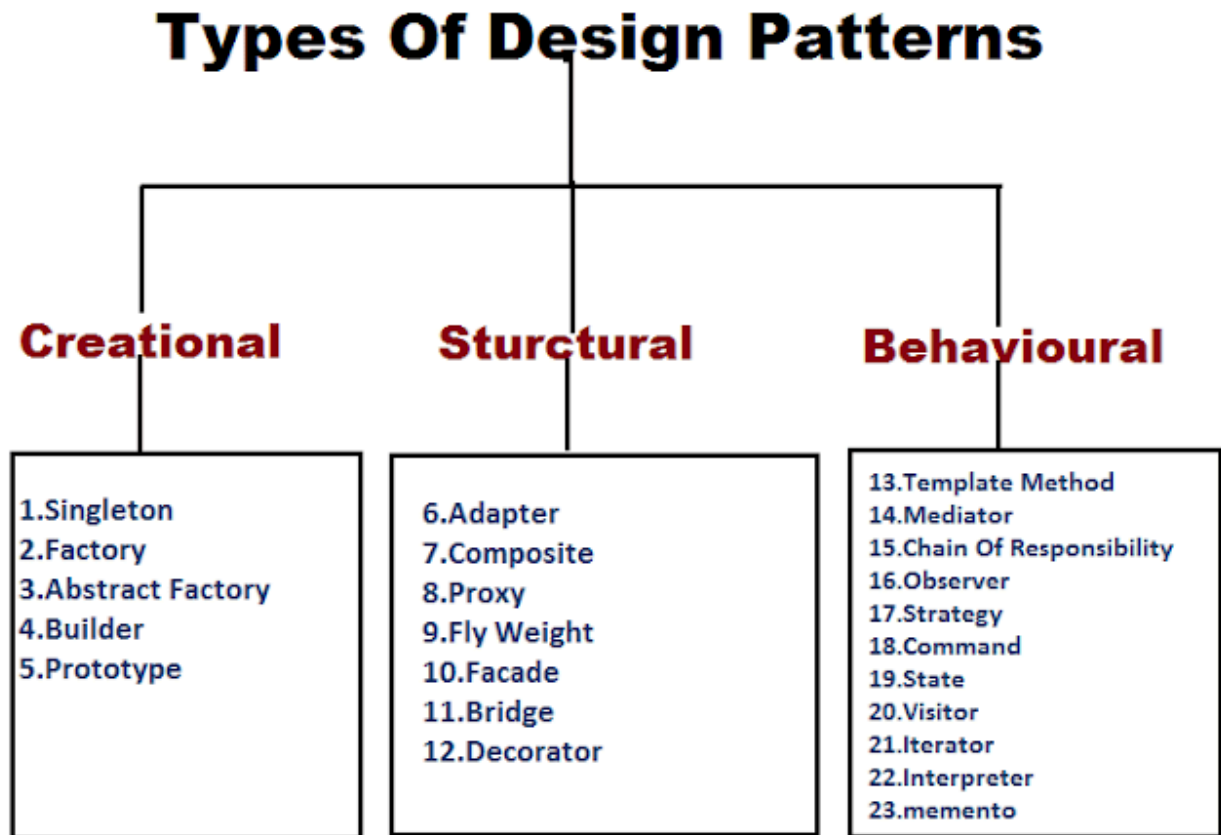 Types Of Design Patterns
Creational
Sturctural
Behavioural
1.Singleton
2.Factory
3.Abstract Factory
4.Builder
5.Prototype
6.Adapter
7.Composite
8.Proxy
9.Fly Weight
10.Facade
11.Bridge
12.Decorator
13.Template Method
14.Mediator
15.Chain Of Responsibility
16.Observer
17.Strategy
18.Command
19.State
20.Visitor
21.Iterator
22.Interpreter
23.memento